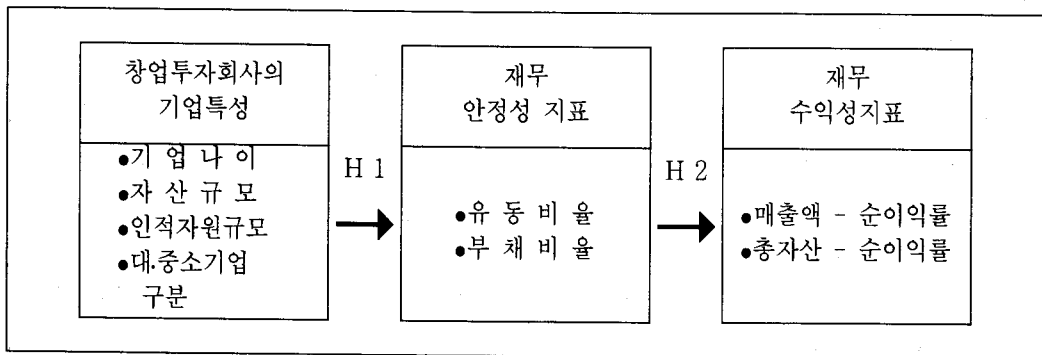 창업투자회사의
기업특성
●기 업 나 이
●자 산 규 모
●인적자원규모
●대.중소기업
구분
H 1
재무
안정성 지표
●유 동 비 율
●부 채 비 율
H 2
재무
수익성지표
●매출액 - 순이익률
●총자산 - 순이익률